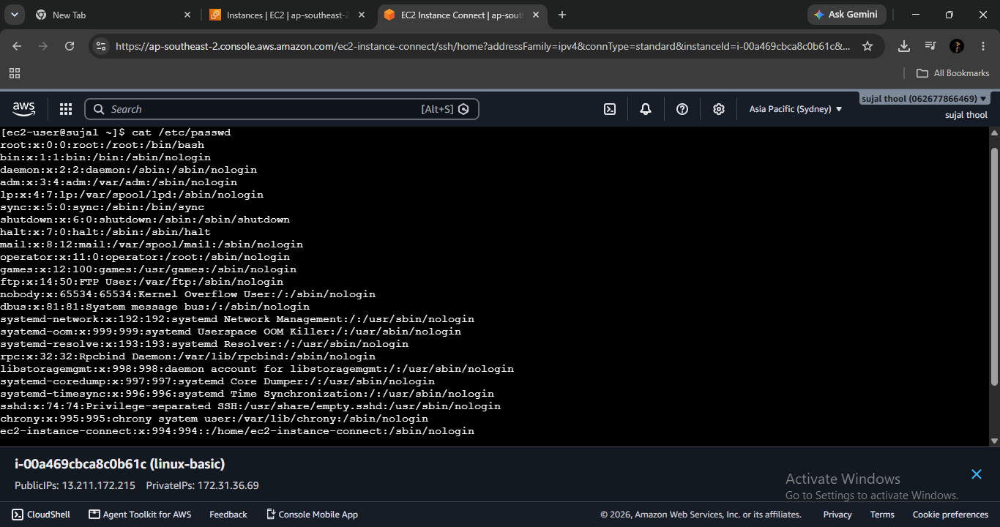 New Tab
Instances | EC2 | ap-southeast-2
EC2 Instance Connect | ap-sout
Ask Gemini
https://ap-southeast-2.console.aws.amazon.com/ec2-instance-connect/ssh/home?addressFamily=ipv4&connType=standard&instanceId=i-00a469cbca8c0b61c&...
All Bookmarks
aws
Search
[Alt+S]
Asia Pacific (Sydney)
sujal thool (062677866469)
sujal thool
[ec2-user@sujal ~]$ cat /etc/passwd
root:x:0:0:root:/root:/bin/bash
bin:x:1:1:bin:/bin:/sbin/nologin
daemon:x:2:2:daemon:/sbin:/sbin/nologin
adm:x:3:4:adm:/var/adm:/sbin/nologin
lp:x:4:7:lp:/var/spool/lpd:/sbin/nologin
sync:x:5:0:sync:/sbin:/bin/sync
shutdown:x:6:0:shutdown:/sbin:/sbin/shutdown
halt:x:7:0:halt:/sbin:/sbin/halt
mail:x:8:12:mail:/var/spool/mail:/sbin/nologin
operator:x:11:0:operator:/root:/sbin/nologin
games:x:12:100:games:/usr/games:/sbin/nologin
ftp:x:14:50:FTP User:/var/ftp:/sbin/nologin
nobody:x:65534:65534:Kernel Overflow User:/:/sbin/nologin
dbus:x:81:81:System message bus:/:/sbin/nologin
systemd-network:x:192:192:systemd Network Management:/:/usr/sbin/nologin
systemd-oom:x:999:999:systemd Userspace OOM Killer:/:/usr/sbin/nologin
systemd-resolve:x:193:193:systemd Resolver:/:/usr/sbin/nologin
rpc:x:32:32:Rpcbind Daemon:/var/lib/rpcbind:/sbin/nologin
libstoragemgmt:x:998:998:daemon account for libstoragemgmt:/:/usr/sbin/nologin
systemd-coredump:x:997:997:systemd Core Dumper:/:/usr/sbin/nologin
systemd-timesync:x:996:996:systemd Time Synchronization:/:/usr/sbin/nologin
sshd:x:74:74:Privilege-separated SSH:/usr/share/empty.sshd:/usr/sbin/nologin
chrony:x:995:995:chrony system user:/var/lib/chrony:/sbin/nologin
ec2-instance-connect:x:994:994::/home/ec2-instance-connect:/sbin/nologin
i-00a469cbca8c0b61c (linux-basic)
PublicIPs: 13.211.172.215 PrivateIPs: 172.31.36.69
Activate Windows
Go to Settings to activate Windows.
CloudShell
Agent Toolkit for AWS
Feedback
Console Mobile App
© 2026, Amazon Web Services, Inc. or its affiliates.
Privacy
Terms
Cookie preferences